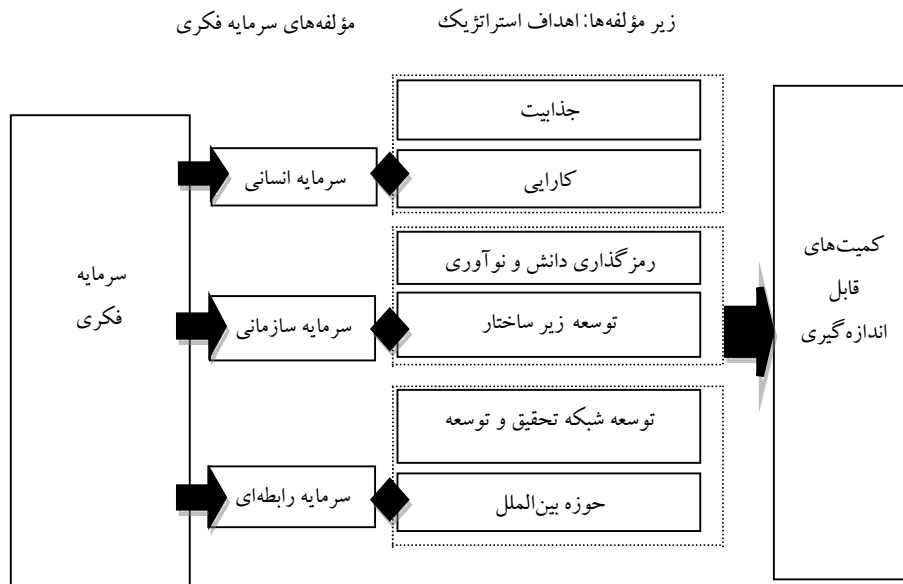 مؤلفه‌های سرمایه فکری
زیر مؤلفه‌ها: اهداف استراتژیک
سرمایه
فکری
سرمایه انسانی
جذابیت
کارایی
سرمایه سازمانی
رمزگذاری دانش و نوآوری
توسعه زیر ساختار
سرمایه رابطه‌ای
توسعه شبکه تحقیق و توسعه
حوزه بین‌الملل
کمیت‌های
قابل
اندازه‌گیری